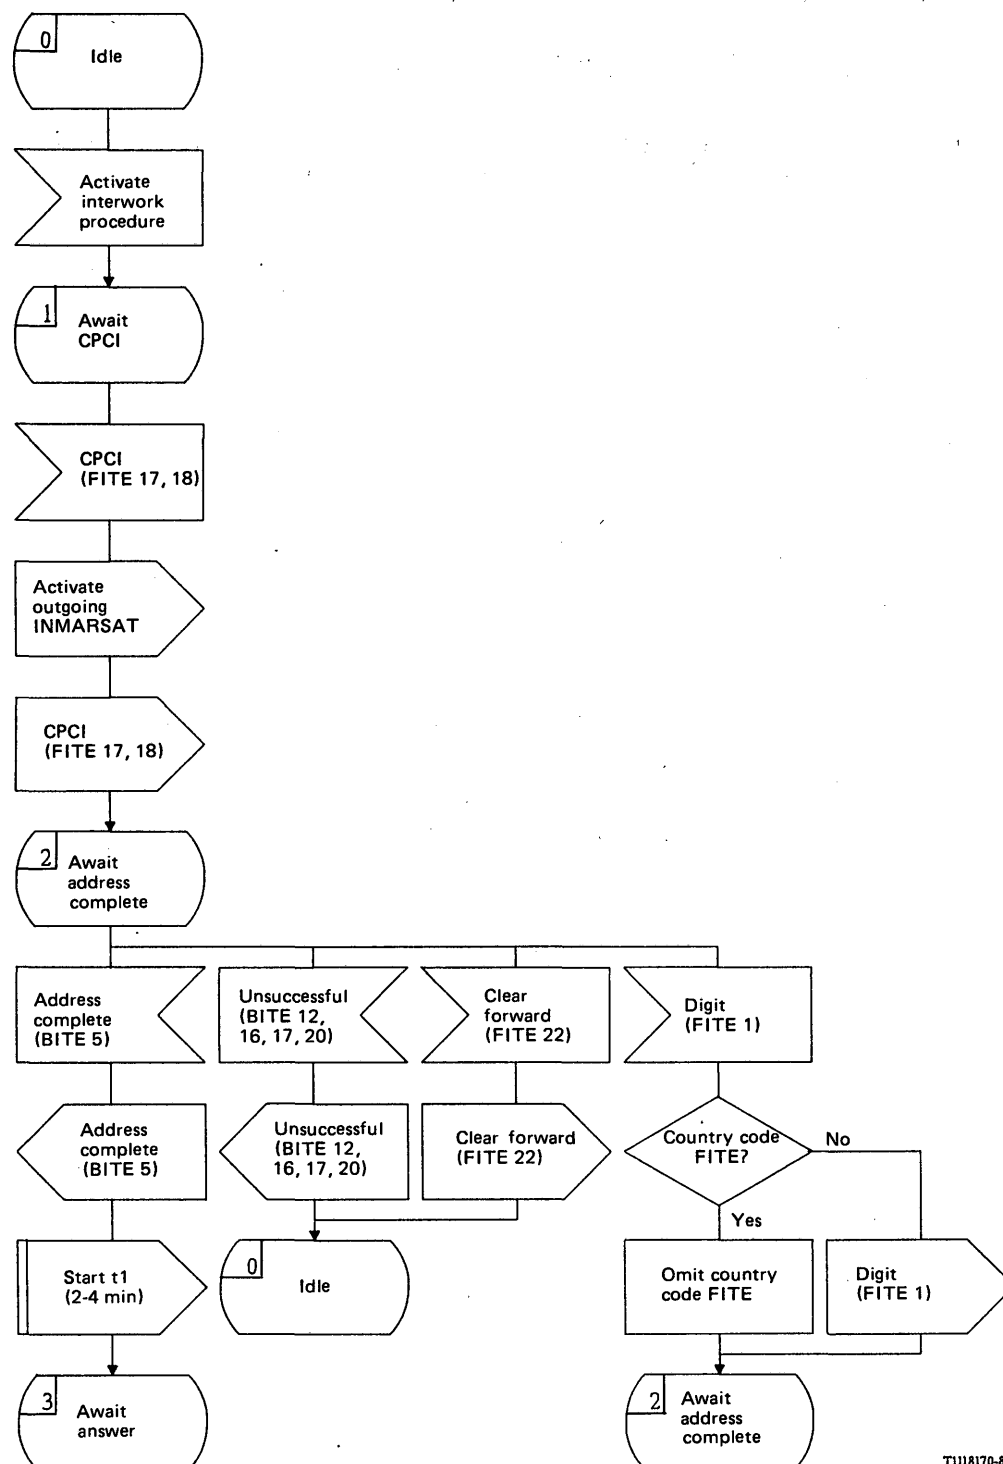 0
Idle
Activate
interwork
procedure
1
Await
CPCI
CPCI
(FITE 17, 18)
Activate
outgoing
INMARSAT
CPCI
(FITE 17, 18)
2
Await
address
complete
Address
complete
(BITE 5)
Unsuccessful
(BITE 12,
16, 17, 20)
Clear
forward
(FITE 22)
Digit
(FITE 1)
Address
complete
(BITE 5)
Unsuccessful
(BITE 12,
16, 17, 20)
Clear forward
(FITE 22)
Country code
FITE?
No
Yes
Start t1
(2-4 min)
0
Idle
Omit country
code FITE
Digit
(FITE 1)
3
Await
answer
2
Await
address
complete